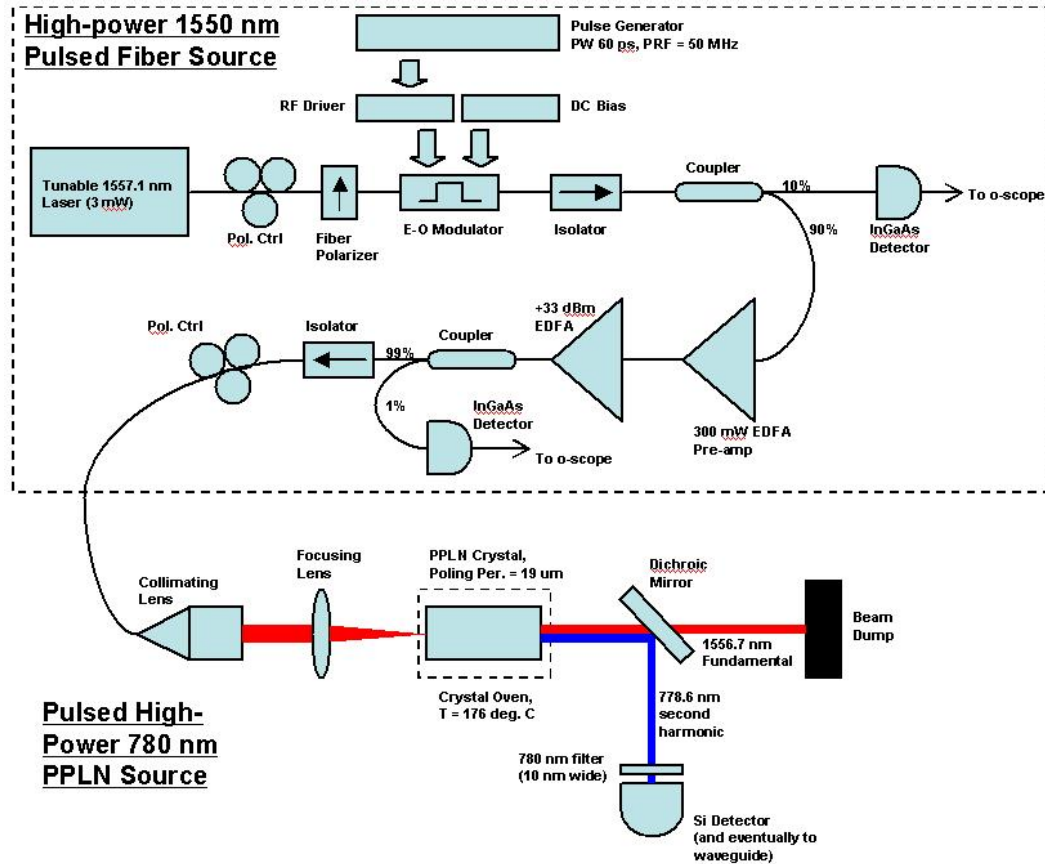 High-power 1550 nm
Pulsed Fiber Source
Pulse Generator
PW 60 ps, PRF = 50 MHz
RF Driver
DC Bias
Tunable 1557.1 nm
Laser (3 mW)
Pol. Ctrl
Fiber
Polarizer
E-O Modulator
Isolator
Coupler
10%
90%
InGaAs
Detector
To o-scope
Pol. Ctrl
Isolator
99%
1%
Coupler
+33 dBm
EDFA
300 mW EDFA
Pre-amp
InGaAs
Detector
To o-scope
Collimating
Lens
Focusing
Lens
PPLN Crystal,
Poling Per. = 19 um
Crystal Oven,
T = 176 deg. C
Dichroic
Mirror
1556.7 nm
Fundamental
Beam
Dump
778.6 nm
second
harmonic
780 nm filter
(10 nm wide)
Si Detector
(and eventually to
waveguide)
Pulsed High-
Power 780 nm
PPLN Source